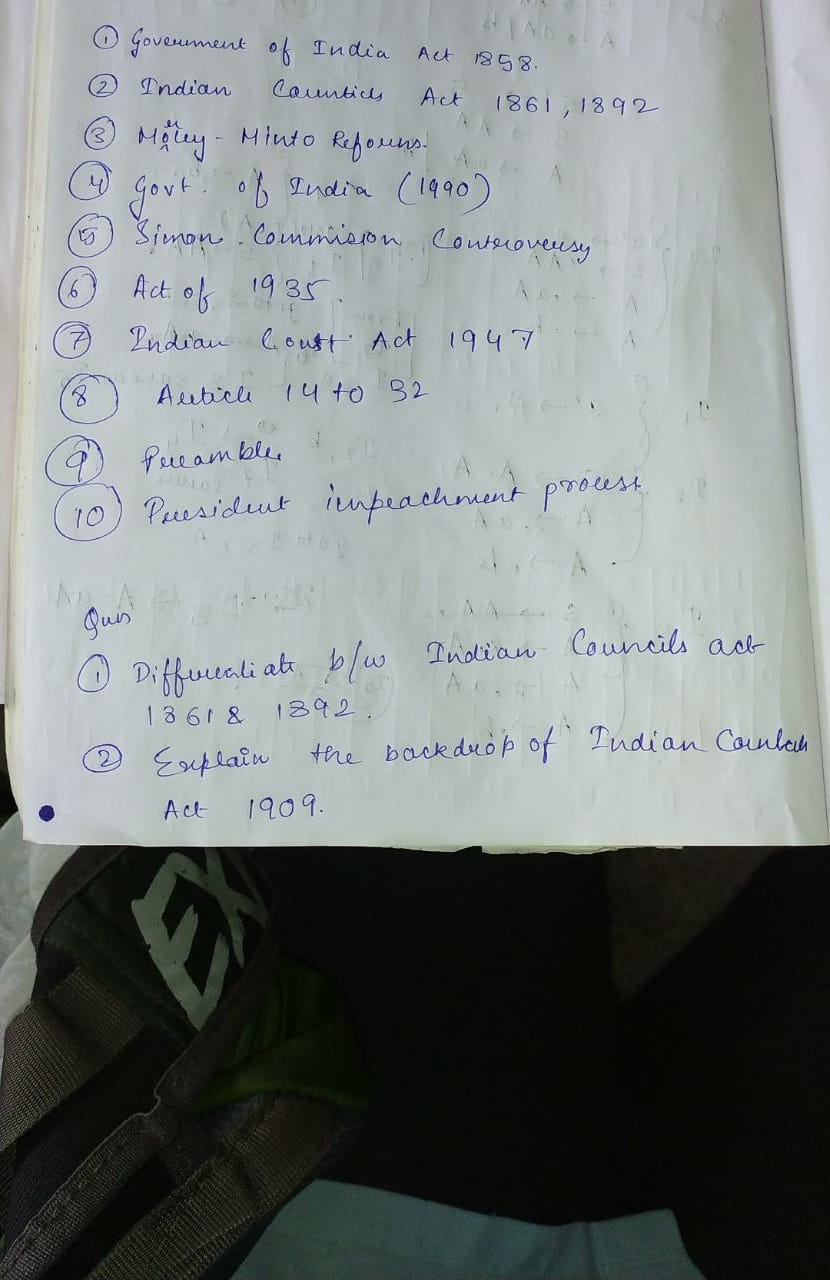 ① Government of India Act 1858.
② Indian Councils Act 1861, 1892
③ Morley - Minto Reforms.
④ Govt. of India (1990)
⑤ Simon Commision Controversy
⑥ Act of 1935.
⑦ Indian Const. Act 1947
⑧ Article 14 to 32
⑨ Preamble
⑩ President impeachment process
Ques
① Differentiate b/w Indian Councils act
1861 & 1892.
② Explain the backdrop of Indian Councils
Act 1909.
EX